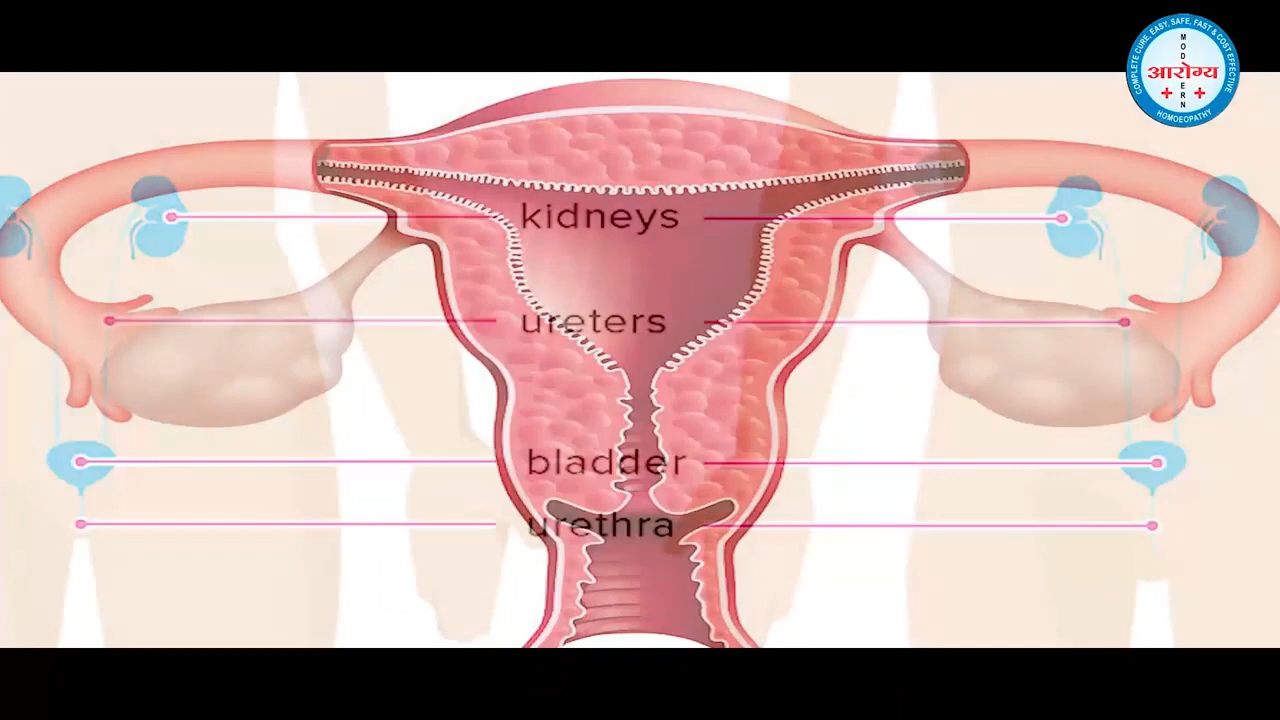 COMPLETE CURE, EASY, SAFE, FAST & COST EFFECTIVE
MODERN
आरोग्य
HOMOEOPATHY
kidneys
ureters
bladder
urethra